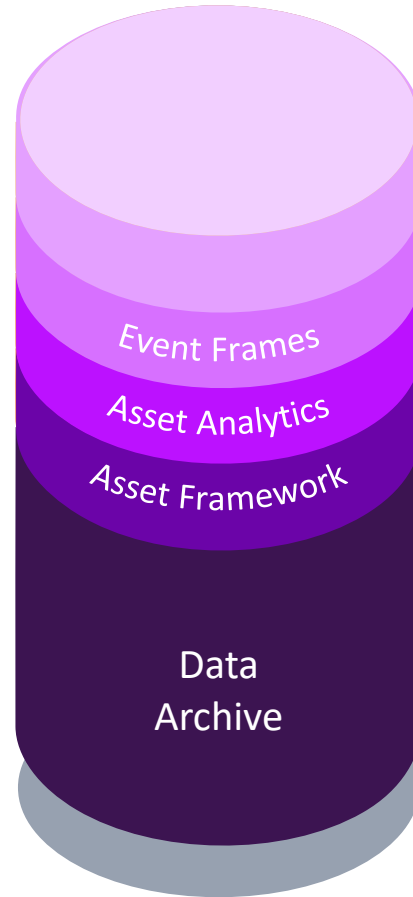 Event Frames
Asset Analytics
Asset Framework
Data
Archive